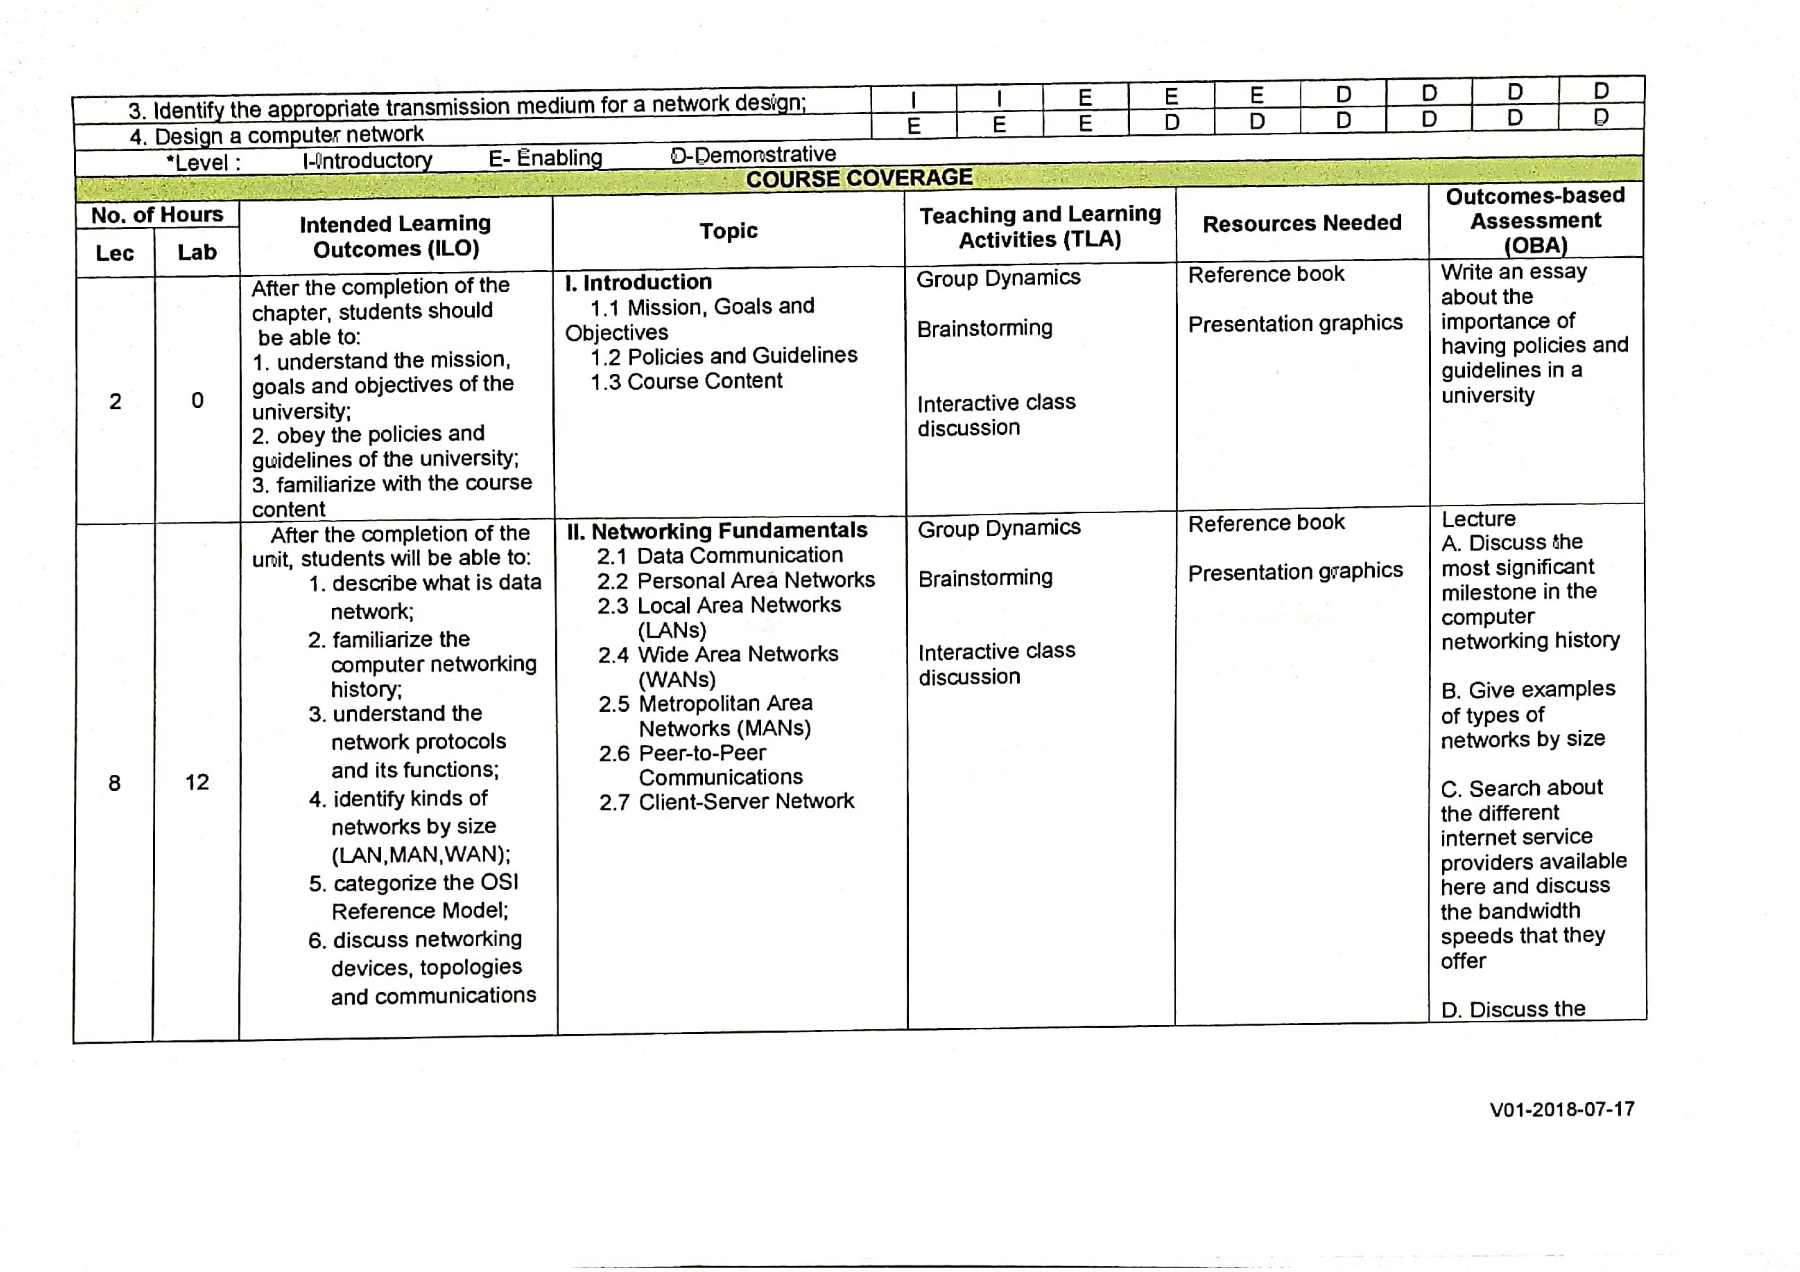 3. Identify the appropriate transmission medium for a network design; I I E E E D D D D
4. Design a computer network E E E D D D D D D
*Level : I-Introductory E- Enabling D-Demonstrative
COURSE COVERAGE
No. of Hours
Lec Lab
Intended Learning
Outcomes (ILO)
Topic
Teaching and Learning
Activities (TLA)
Resources Needed
Outcomes-based
Assessment
(OBA)
2
0
After the completion of the
chapter, students should
be able to:
1. understand the mission,
goals and objectives of the
university;
2. obey the policies and
guidelines of the university;
3. familiarize with the course
content
I. Introduction
1.1 Mission, Goals and
Objectives
1.2 Policies and Guidelines
1.3 Course Content
Group Dynamics
Brainstorming
Interactive class
discussion
Reference book
Presentation graphics
Write an essay
about the
importance of
having policies and
guidelines in a
university
8
12
After the completion of the
unit, students will be able to:
1. describe what is data
network;
2. familiarize the
computer networking
history;
3. understand the
network protocols
and its functions;
4. identify kinds of
networks by size
(LAN,MAN,WAN);
5. categorize the OSI
Reference Model;
6. discuss networking
devices, topologies
and communications
II. Networking Fundamentals
2.1 Data Communication
2.2 Personal Area Networks
2.3 Local Area Networks
(LANs)
2.4 Wide Area Networks
(WANs)
2.5 Metropolitan Area
Networks (MANs)
2.6 Peer-to-Peer
Communications
2.7 Client-Server Network
Group Dynamics
Brainstorming
Interactive class
discussion
Reference book
Presentation graphics
Lecture
A. Discuss the
most significant
milestone in the
computer
networking history
B. Give examples
of types of
networks by size
C. Search about
the different
internet service
providers available
here and discuss
the bandwidth
speeds that they
offer
D. Discuss the
V01-2018-07-17